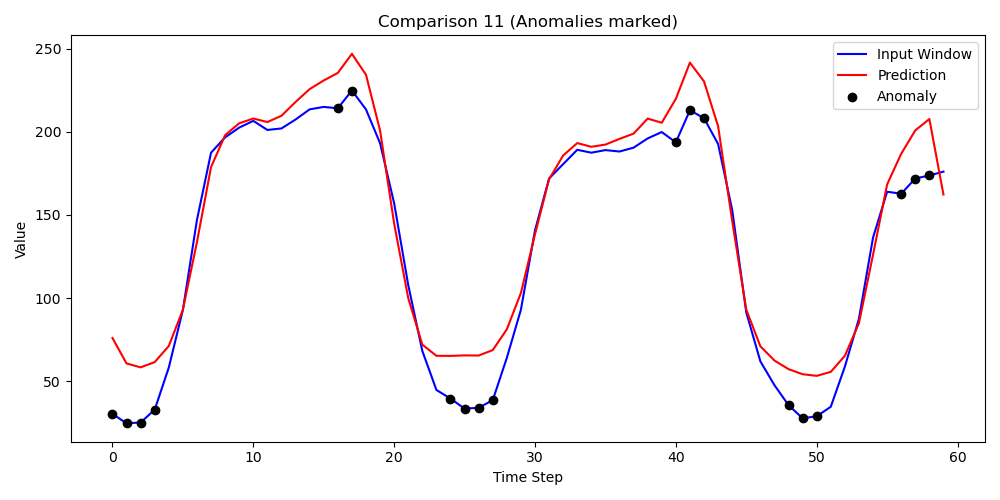 Comparison 11 (Anomalies marked)
Input Window
Prediction
Anomaly
Value
250
200
150
100
50
0 10 20 30 40 50 60
Time Step